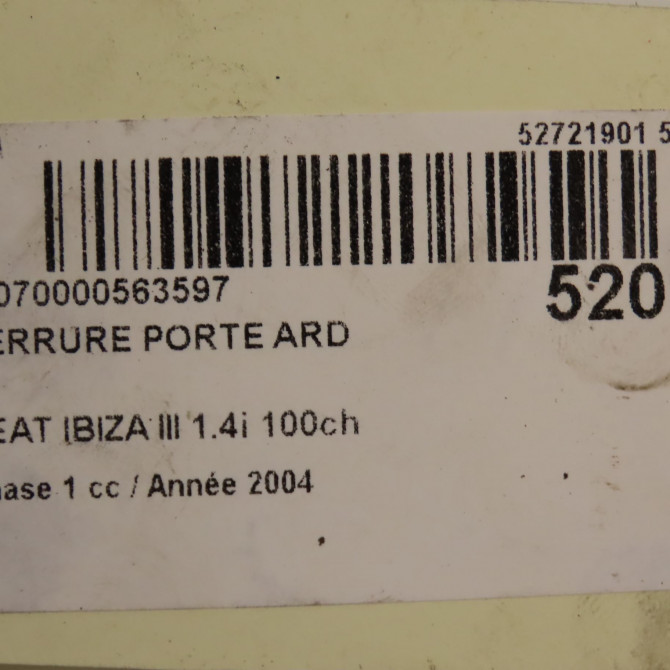 52721901 5
070000563597
520
ERRURE PORTE ARD
EAT IBIZA III 1.4i 100ch
hase 1 cc / Année 2004